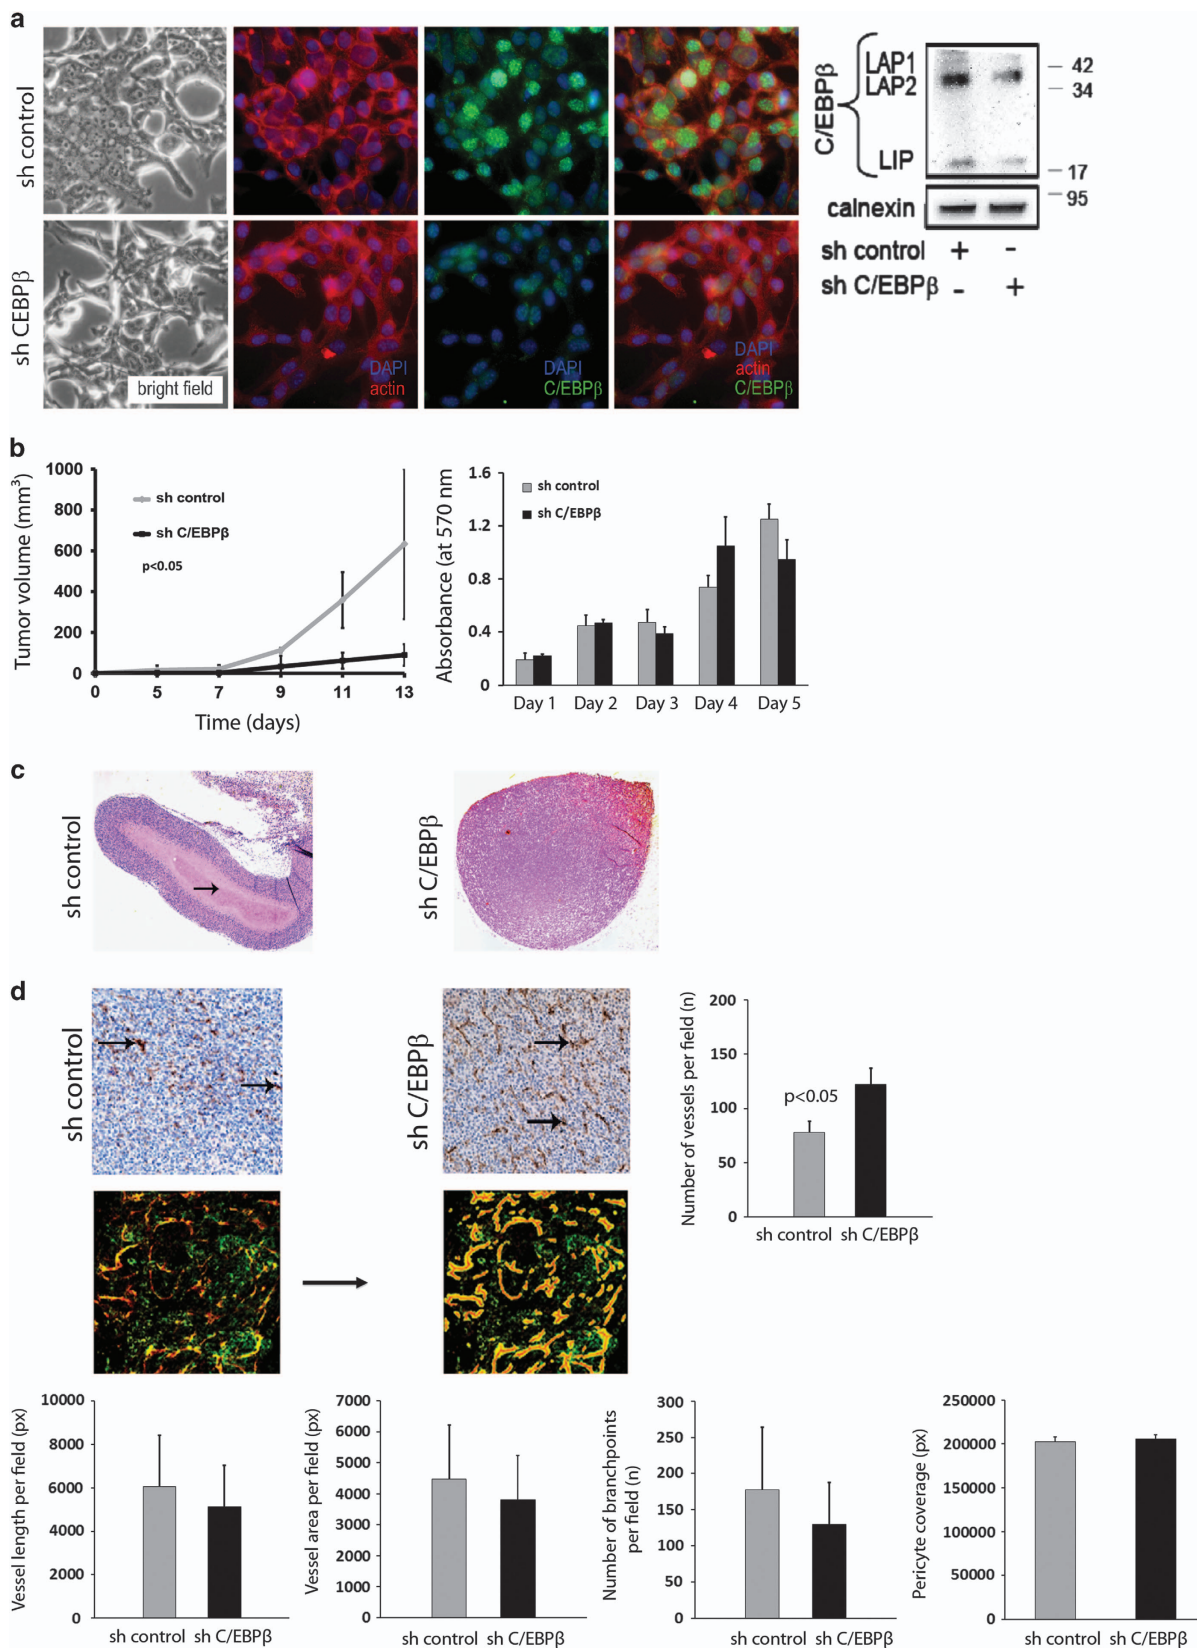 a
sh control
sh CEBPβ
bright field
DAPI
actin
DAPI
C/EBPβ
DAPI
actin
C/EBPβ
C/EBPβ
LAP1
LAP2
LIP
42
34
17
95
calnexin
sh control + -
sh C/EBPβ - +
b
Tumor volume (mm³)
1000
800
600
400
200
0
sh control
sh C/EBPβ
p<0.05
0 5 7 9 11 13
Time (days)
Absorbance (at 570 nm
1.6
1.2
0.8
0.4
0
sh control
sh C/EBPβ
Day 1 Day 2 Day 3 Day 4 Day 5
c
sh control
sh C/EBPβ
d
sh control
sh C/EBPβ
Number of vessels per field (n)
200
150
100
50
0
p<0.05
sh control sh C/EBPβ
Vessel length per field (px)
10000
8000
6000
4000
2000
0
sh control sh C/EBPβ
Vessel area per field (px)
7000
6000
5000
4000
3000
2000
1000
0
sh control sh C/EBPβ
Number of branchpoints
per field (n)
300
250
200
150
100
50
0
sh control sh C/EBPβ
Pericyte coverage (px)
250000
200000
150000
100000
50000
0
sh control sh C/EBPβ